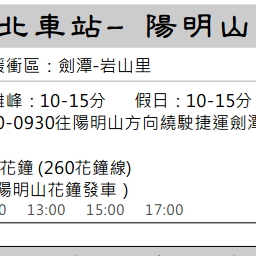 北車站- 陽明山
緩衝區：劍潭-岩山里
離峰：10-15分 假日：10-15分
0-0930往陽明山方向繞駛捷運劍潭
花鐘 (260花鐘線)
陽明山花鐘發車 )
0 13:00 15:00 17:00